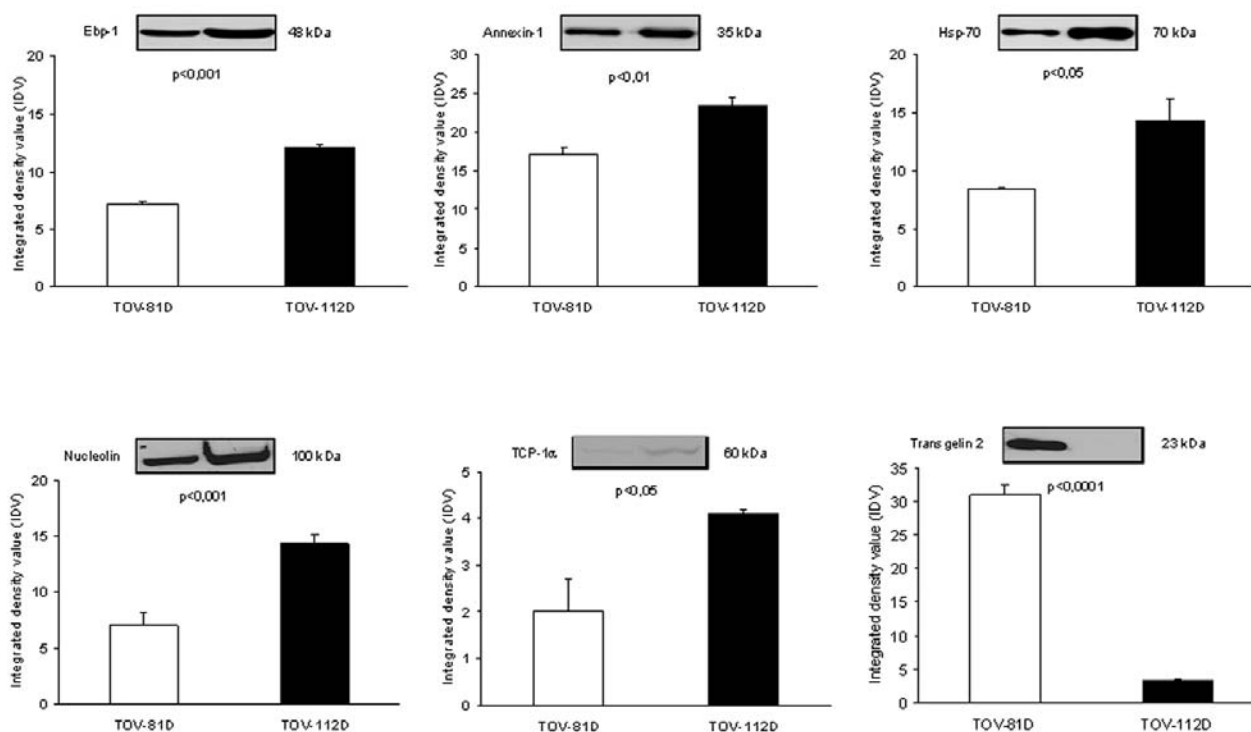 Ebp-1 48 kDa
p<0,001
Integrated density value (IDV)
20
15
10
5
0
TOV-81D TOV-112D
Annexin-1 35 kDa
p<0,01
Integrated density value (IDV)
30
25
20
15
10
5
0
TOV-81D TOV-112D
Hsp-70 70 kDa
p<0,05
Integrated density value (IDV)
20
15
10
5
0
TOV-81D TOV-112D
Nucleolin 100 kDa
p<0,001
Integrated density value (IDV)
20
15
10
5
0
TOV-81D TOV-112D
TCP-1α 60 kDa
p<0,05
Integrated density value (IDV)
5
4
3
2
1
0
TOV-81D TOV-112D
Transgelin 2 23 kDa
p<0,0001
Integrated density value (IDV)
35
30
25
20
15
10
5
0
TOV-81D TOV-112D